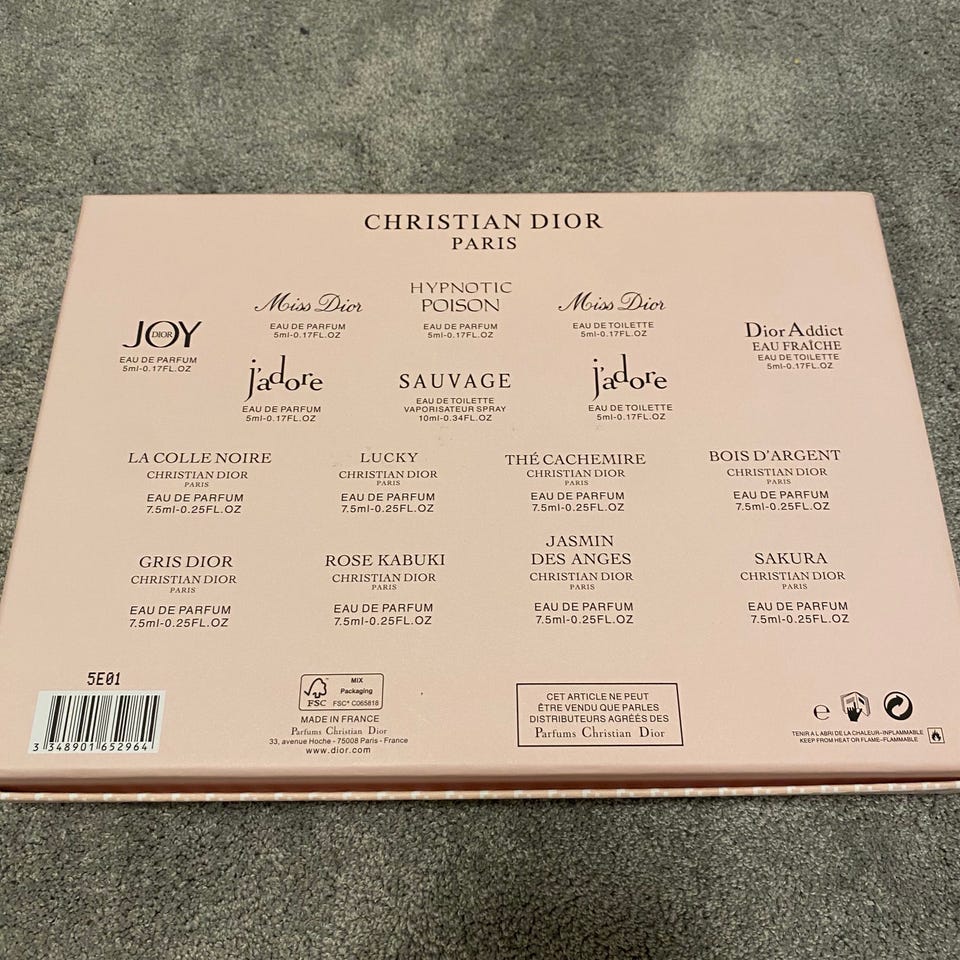 CHRISTIAN DIOR
PARIS
JOY
DIOR
EAU DE PARFUM
5ml-0.17FL.OZ
Miss Dior
EAU DE PARFUM
5ml-0.17FL.OZ
HYPNOTIC
POISON
EAU DE PARFUM
5ml-0.17FL.OZ
Miss Dior
EAU DE TOILETTE
5ml-0.17FL.OZ
Dior Addict
EAU FRAÎCHE
EAU DE TOILETTE
5ml-0.17FL.OZ
j'adore
EAU DE PARFUM
5ml-0.17FL.OZ
SAUVAGE
EAU DE TOILETTE
VAPORISATEUR SPRAY
10ml-0.34FL.OZ
j'adore
EAU DE TOILETTE
5ml-0.17FL.OZ
LA COLLE NOIRE
CHRISTIAN DIOR
PARIS
EAU DE PARFUM
7.5ml-0.25FL.OZ
LUCKY
CHRISTIAN DIOR
PARIS
EAU DE PARFUM
7.5ml-0.25FL.OZ
THÉ CACHEMIRE
CHRISTIAN DIOR
PARIS
EAU DE PARFUM
7.5ml-0.25FL.OZ
BOIS D'ARGENT
CHRISTIAN DIOR
PARIS
EAU DE PARFUM
7.5ml-0.25FL.OZ
GRIS DIOR
CHRISTIAN DIOR
PARIS
EAU DE PARFUM
7.5ml-0.25FL.OZ
ROSE KABUKI
CHRISTIAN DIOR
PARIS
EAU DE PARFUM
7.5ml-0.25FL.OZ
JASMIN
DES ANGES
CHRISTIAN DIOR
PARIS
EAU DE PARFUM
7.5ml-0.25FL.OZ
SAKURA
CHRISTIAN DIOR
PARIS
EAU DE PARFUM
7.5ml-0.25FL.OZ
5E01
3 348901 652964
FSC
MIX
Packaging
FSC® C065818
MADE IN FRANCE
Parfums Christian Dior
33, avenue Hoche - 75008 Paris - France
www.dior.com
CET ARTICLE NE PEUT
ÊTRE VENDU QUE PARLES
DISTRIBUTEURS AGRÉÉS DES
Parfums Christian Dior
e
TENIR A L ABRI DE LA CHALEUR-INPLAMMABLE
KEEP FROM HEAT OR FLAME-FLAMMABLE